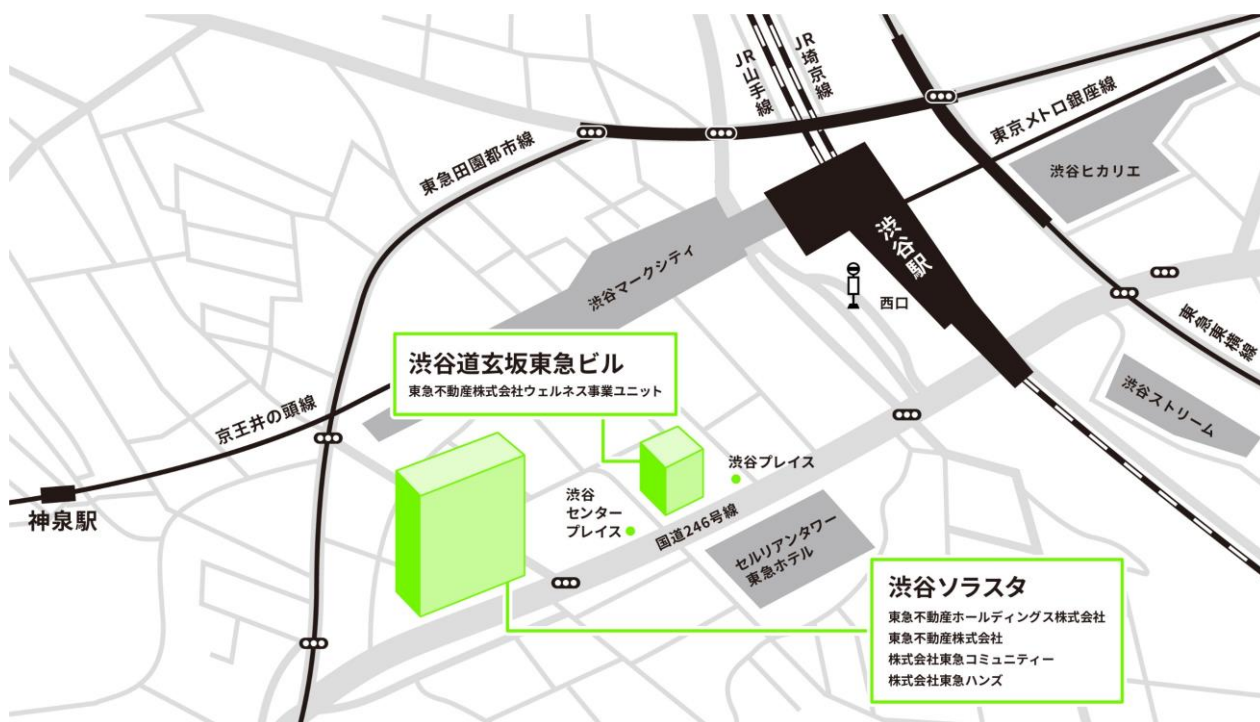 JR山手線
JR埼京線
東京メトロ銀座線
東急田園都市線
渋谷ヒカリエ
渋谷駅
渋谷マークシティ
西口
東急東横線
渋谷道玄坂東急ビル
東急不動産株式会社ウェルネス事業ユニット
渋谷ストリーム
京王井の頭線
渋谷プレイス
神泉駅
渋谷
センター
プレイス
国道246号線
セルリアンタワー
東急ホテル
渋谷ソラスタ
東急不動産ホールディングス株式会社
東急不動産株式会社
株式会社東急コミュニティー
株式会社東急ハンズ